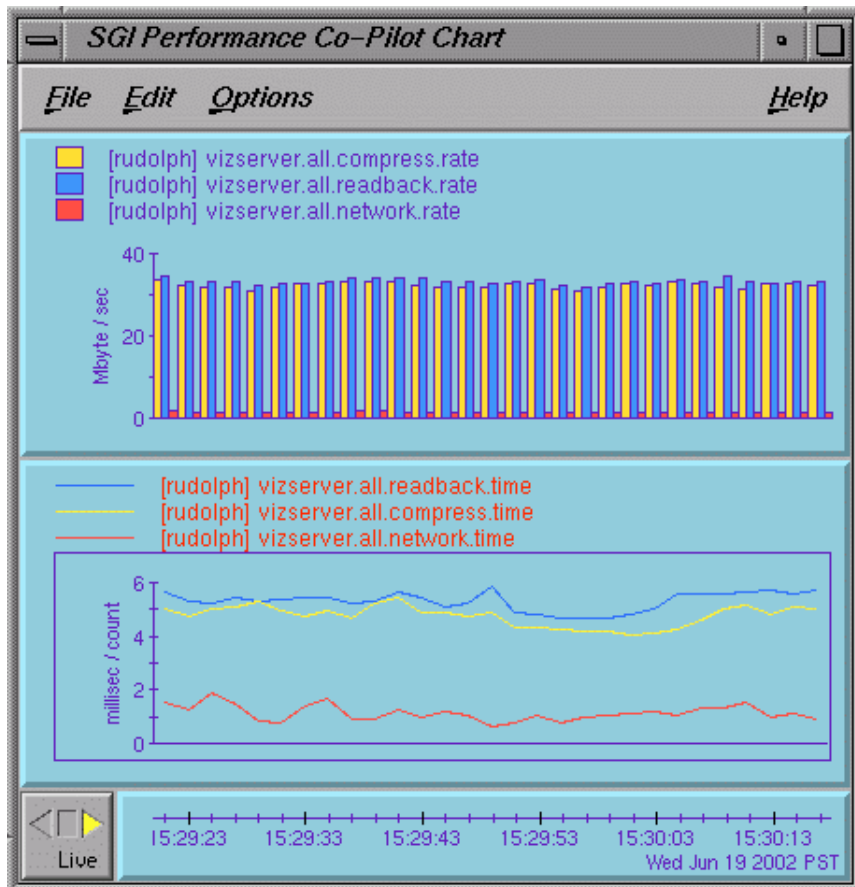 SGI Performance Co-Pilot Chart
File Edit Options Help
[rudolph] vizserver.all.compress.rate
[rudolph] vizserver.all.readback.rate
[rudolph] vizserver.all.network.rate
40
20
0
Mbyte / sec
[rudolph] vizserver.all.readback.time
[rudolph] vizserver.all.compress.time
[rudolph] vizserver.all.network.time
6
4
2
0
millisec / count
Live
15:29:23 15:29:33 15:29:43 15:29:53 15:30:03 15:30:13
Wed Jun 19 2002 PST